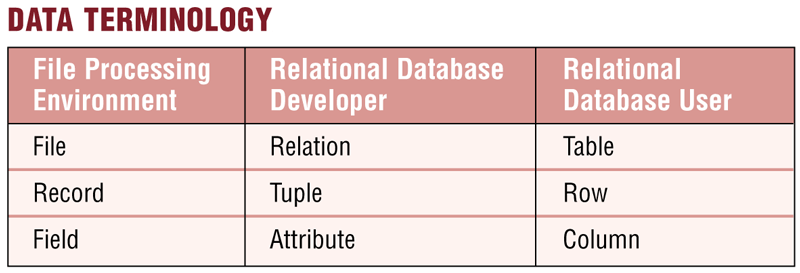 DATA TERMINOLOGY
File Processing Environment	Relational Database Developer	Relational Database User
File	Relation	Table
Record	Tuple	Row
Field	Attribute	Column